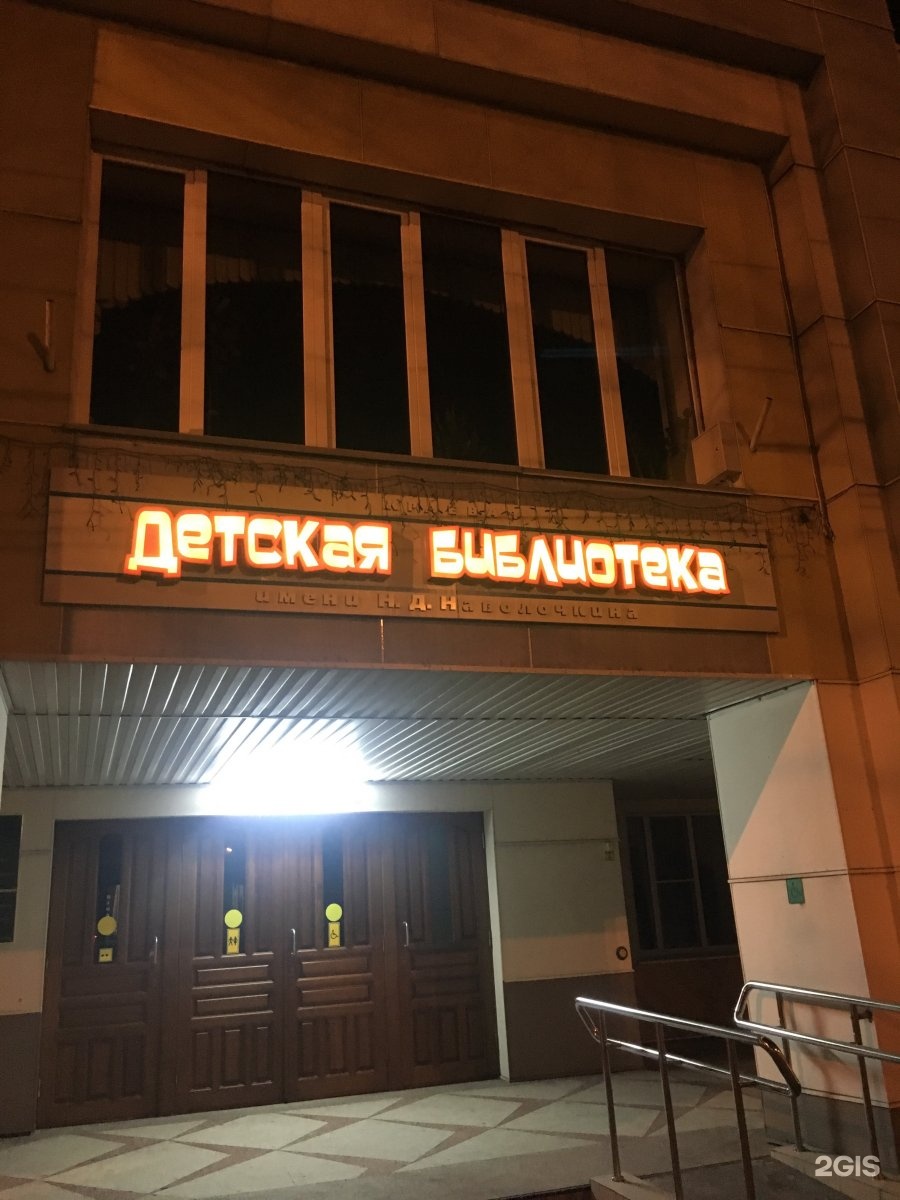 Детская Библиотека
имени Н.Д.Наволочкина
2GIS